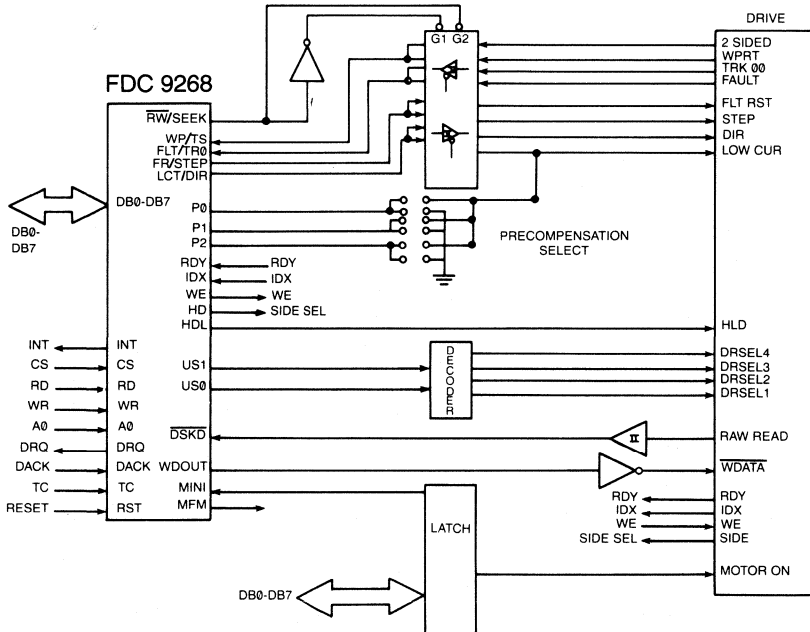 DRIVE
G1 G2
2 SIDED
WPRT
TRK 00
FAULT
FLT RST
STEP
DIR
LOW CUR
FDC 9268
RW/SEEK
WP/TS
FLT/TR0
FR/STEP
LCT/DIR
DB0-DB7
DB0-
DB7
P0
P1
P2
PRECOMPENSATION
SELECT
RDY RDY
IDX IDX
WE WE
HD SIDE SEL
HDL HLD
INT INT
CS CS
RD RD
WR WR
A0 A0
DRQ DRQ
DACK DACK
TC TC
RESET RST
US1
US0
DECODER
DRSEL4
DRSEL3
DRSEL2
DRSEL1
DSKD
RAW READ
WDOUT
WDATA
MINI
MFM
LATCH
RDY RDY
IDX IDX
WE WE
SIDE SEL SIDE
DB0-DB7
MOTOR ON